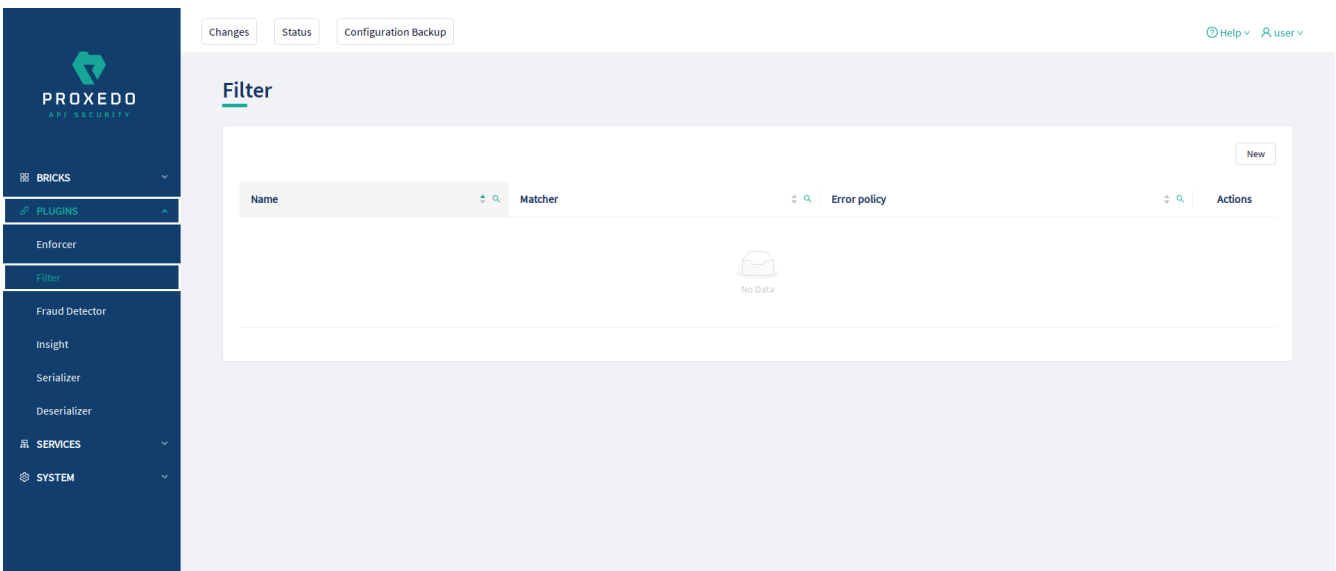 PROXEDO
API SECURITY
BRICKS
PLUGINS
Enforcer
Filter
Fraud Detector
Insight
Serializer
Deserializer
SERVICES
SYSTEM
Changes Status Configuration Backup Help user
Filter
New
Name Matcher Error policy Actions
No Data